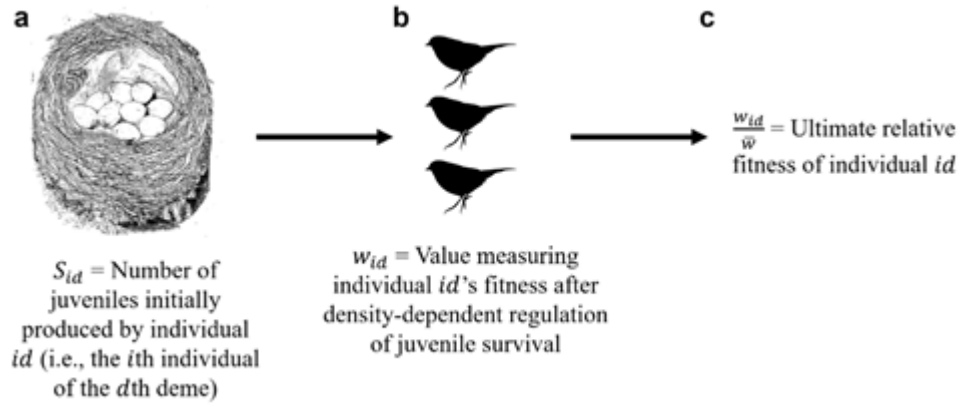 a
b
c
S_id = Number of
juveniles initially
produced by individual
id (i.e., the ith individual
of the dth deme)
w_id = Value measuring
individual id's fitness after
density-dependent regulation
of juvenile survival
w_id/w̄ = Ultimate relative
fitness of individual id